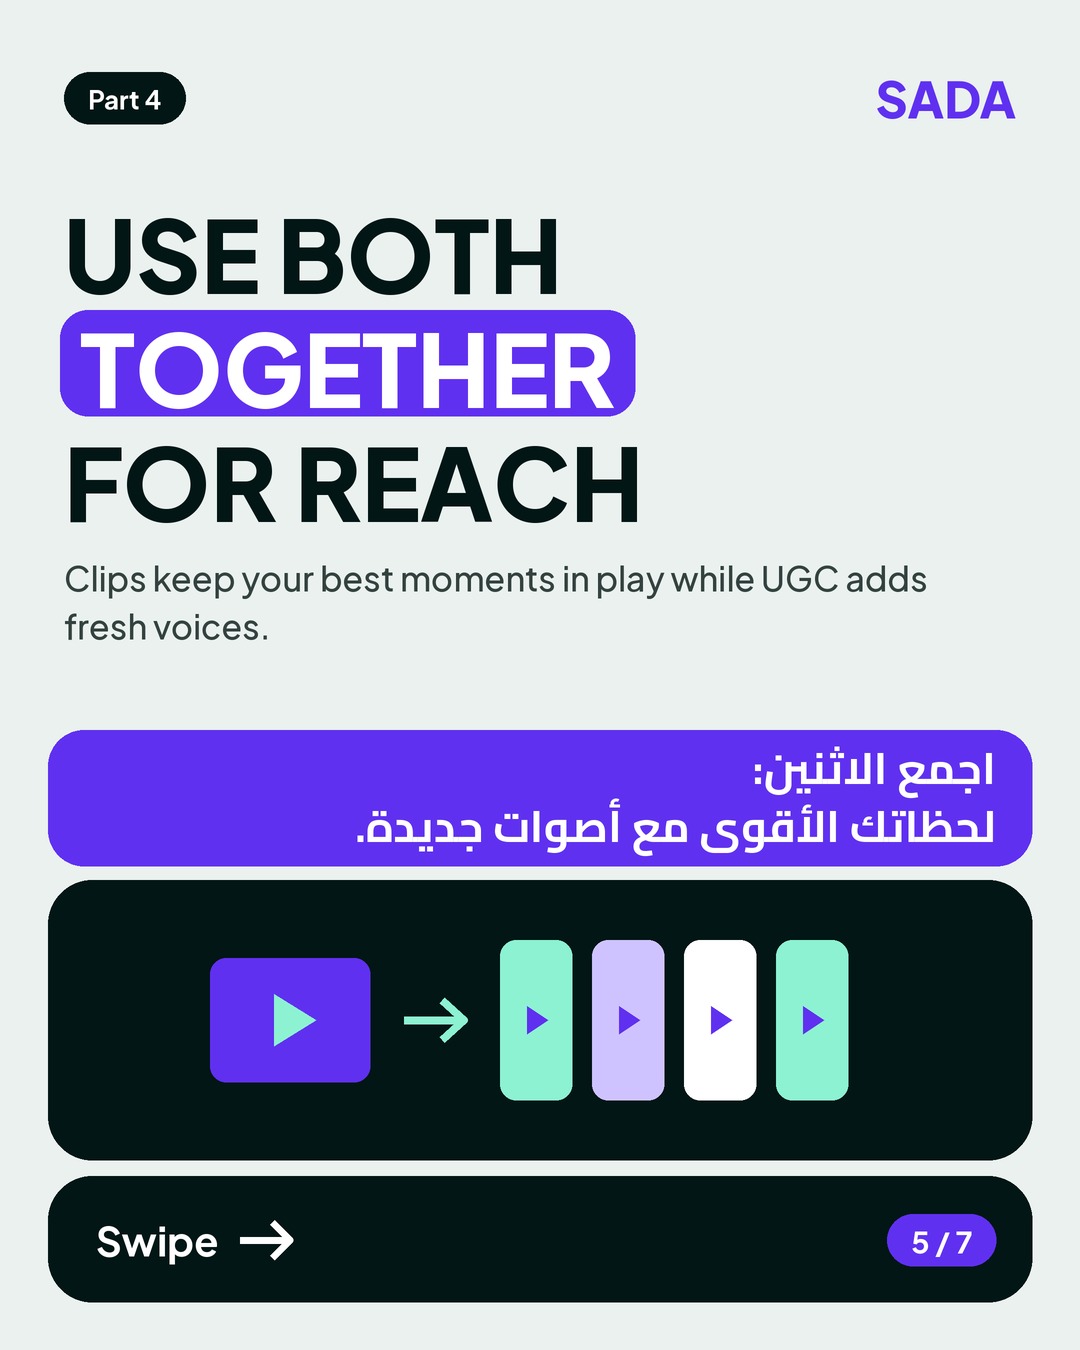 Part 4
SADA
USE BOTH
TOGETHER
FOR REACH
Clips keep your best moments in play while UGC adds
fresh voices.
اجمع الاثنين:
لحظاتك الأقوى مع أصوات جديدة.
Swipe
5 / 7